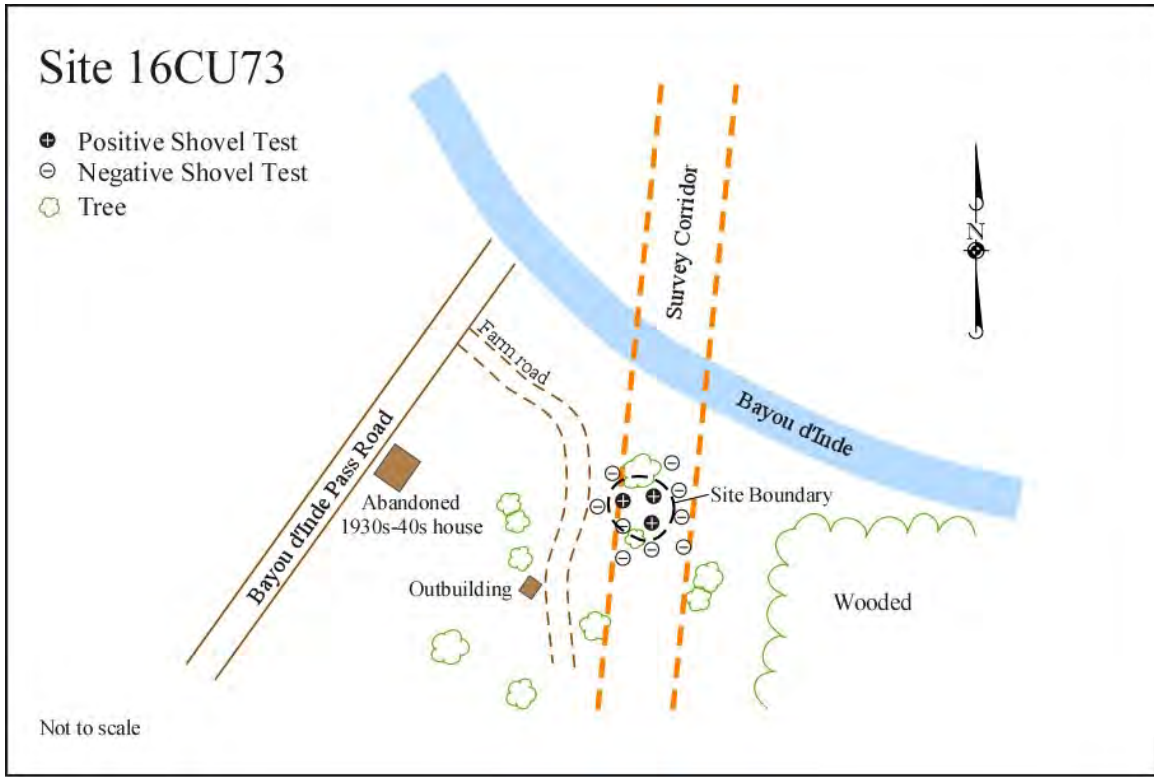 Site 16CU73
Positive Shovel Test
Negative Shovel Test
Tree
Survey Corridor
N
Farm road
Bayou d'Inde
Bayou d'Inde Pass Road
Abandoned
1930s-40s house
Site Boundary
Outbuilding
Wooded
Not to scale